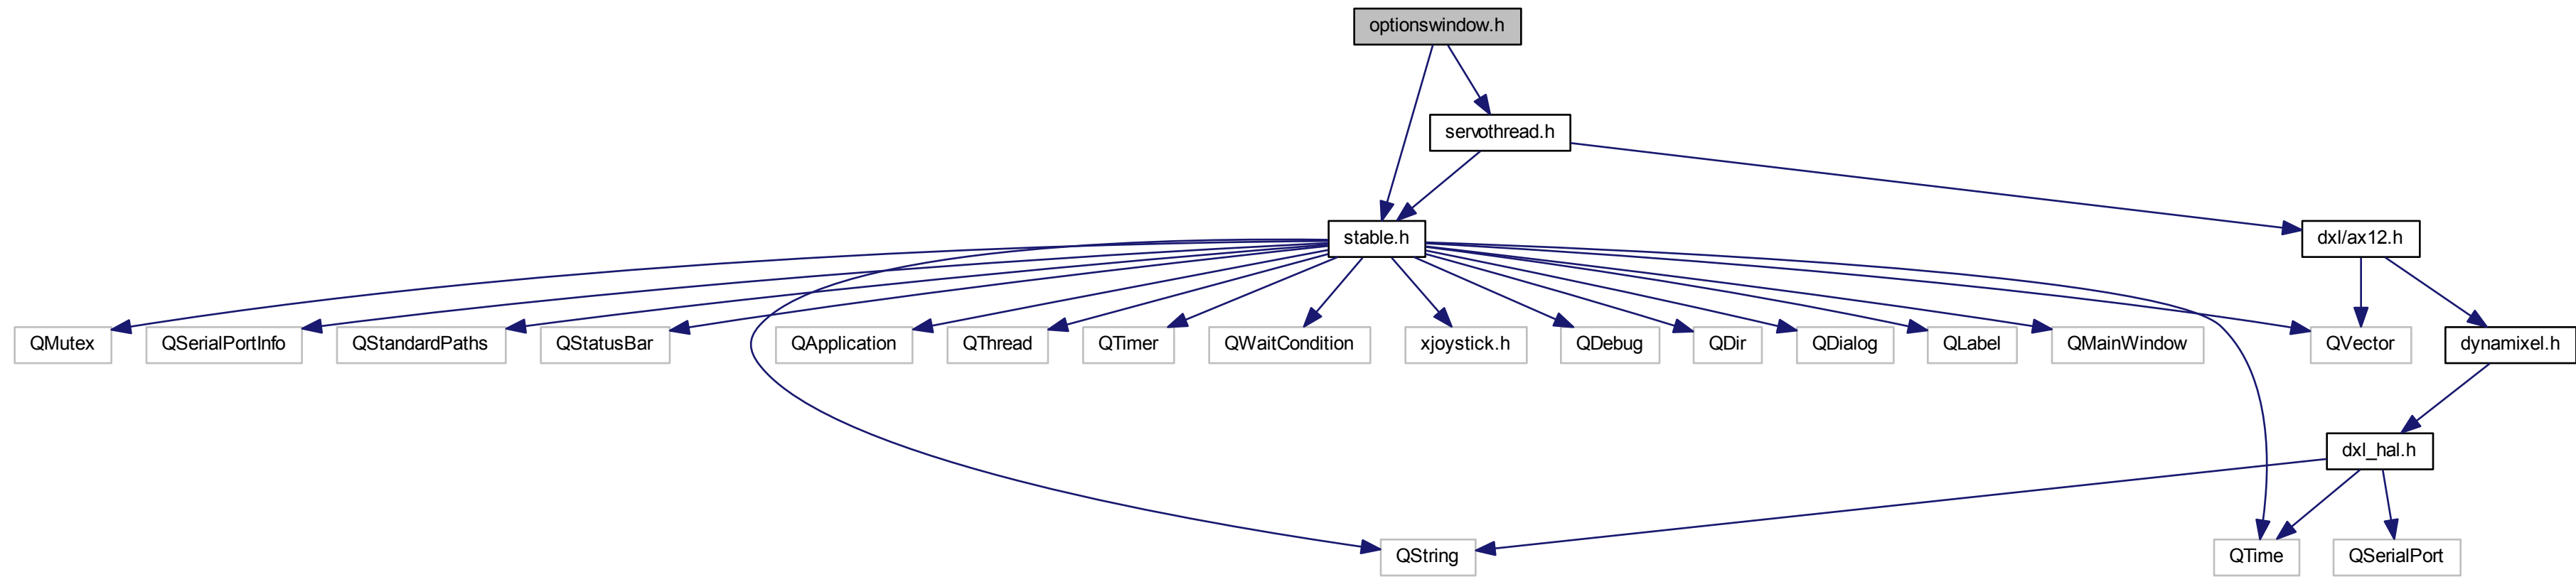 optionswindow.h
servothread.h
stable.h
dxl/ax12.h
QMutex
QSerialPortInfo
QStandardPaths
QStatusBar
QApplication
QThread
QTimer
QWaitCondition
xjoystick.h
QDebug
QDir
QDialog
QLabel
QMainWindow
QVector
dynamixel.h
dxl_hal.h
QString
QTime
QSerialPort